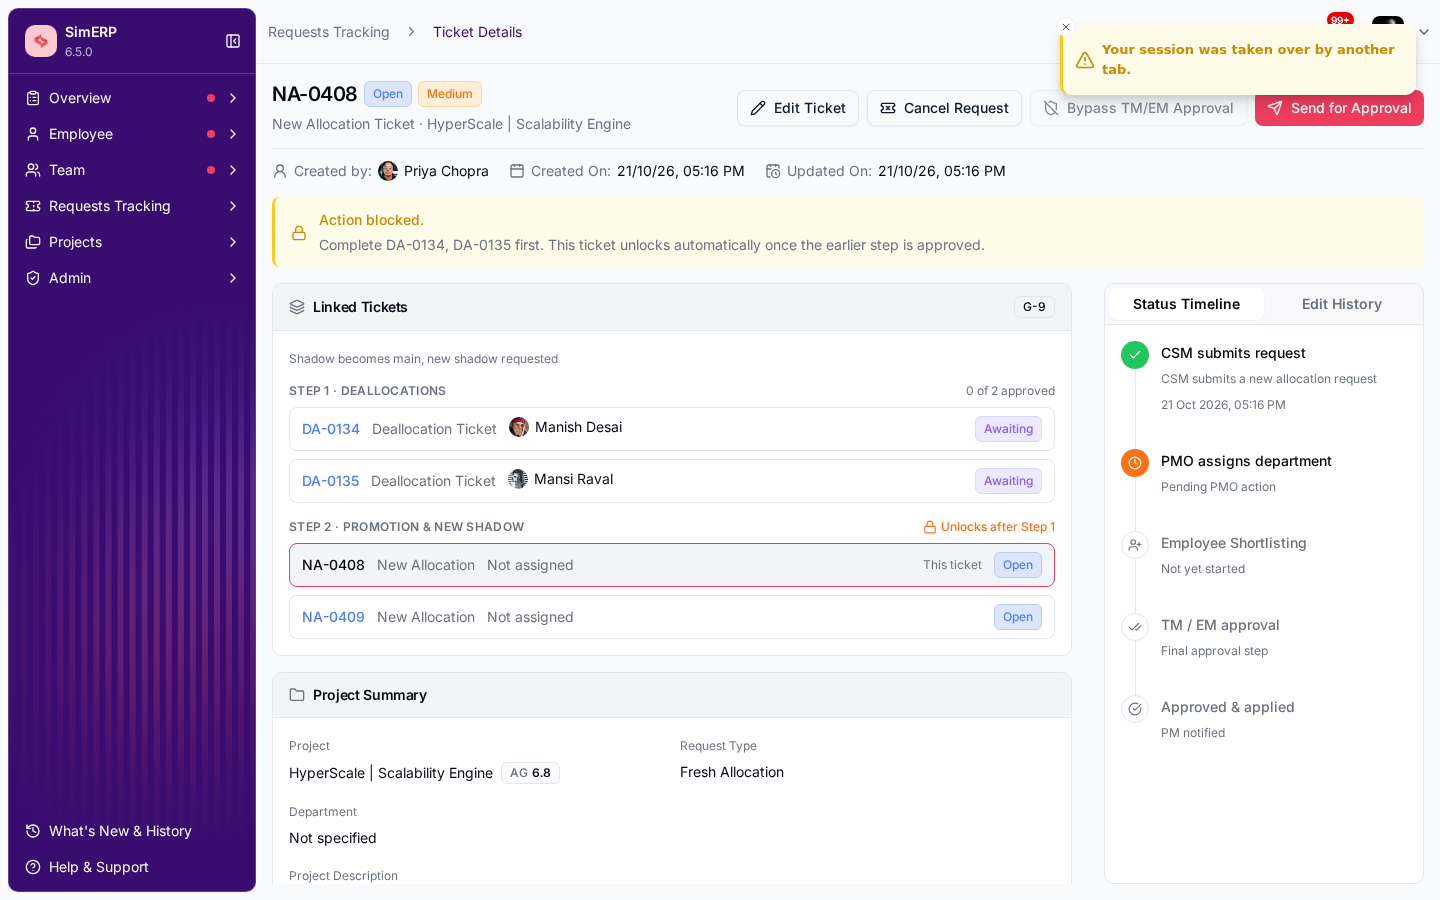 SimERP
6.5.0
Overview
Employee
Team
Requests Tracking
Projects
Admin
What's New & History
Help & Support
Requests Tracking
Ticket Details
99+
Your session was taken over by another
tab.
NA-0408 Open Medium
New Allocation Ticket · HyperScale | Scalability Engine
Edit Ticket
Cancel Request
Bypass TM/EM Approval
Send for Approval
Created by: Priya Chopra
Created On: 21/10/26, 05:16 PM
Updated On: 21/10/26, 05:16 PM
Action blocked.
Complete DA-0134, DA-0135 first. This ticket unlocks automatically once the earlier step is approved.
Linked Tickets G-9
Shadow becomes main, new shadow requested
STEP 1 · DEALLOCATIONS 0 of 2 approved
DA-0134 Deallocation Ticket Manish Desai Awaiting
DA-0135 Deallocation Ticket Mansi Raval Awaiting
STEP 2 · PROMOTION & NEW SHADOW Unlocks after Step 1
NA-0408 New Allocation Not assigned This ticket Open
NA-0409 New Allocation Not assigned Open
Project Summary
Project
HyperScale | Scalability Engine AG 6.8
Request Type
Fresh Allocation
Department
Not specified
Project Description
Status Timeline
Edit History
CSM submits request
CSM submits a new allocation request
21 Oct 2026, 05:16 PM
PMO assigns department
Pending PMO action
Employee Shortlisting
Not yet started
TM / EM approval
Final approval step
Approved & applied
PM notified